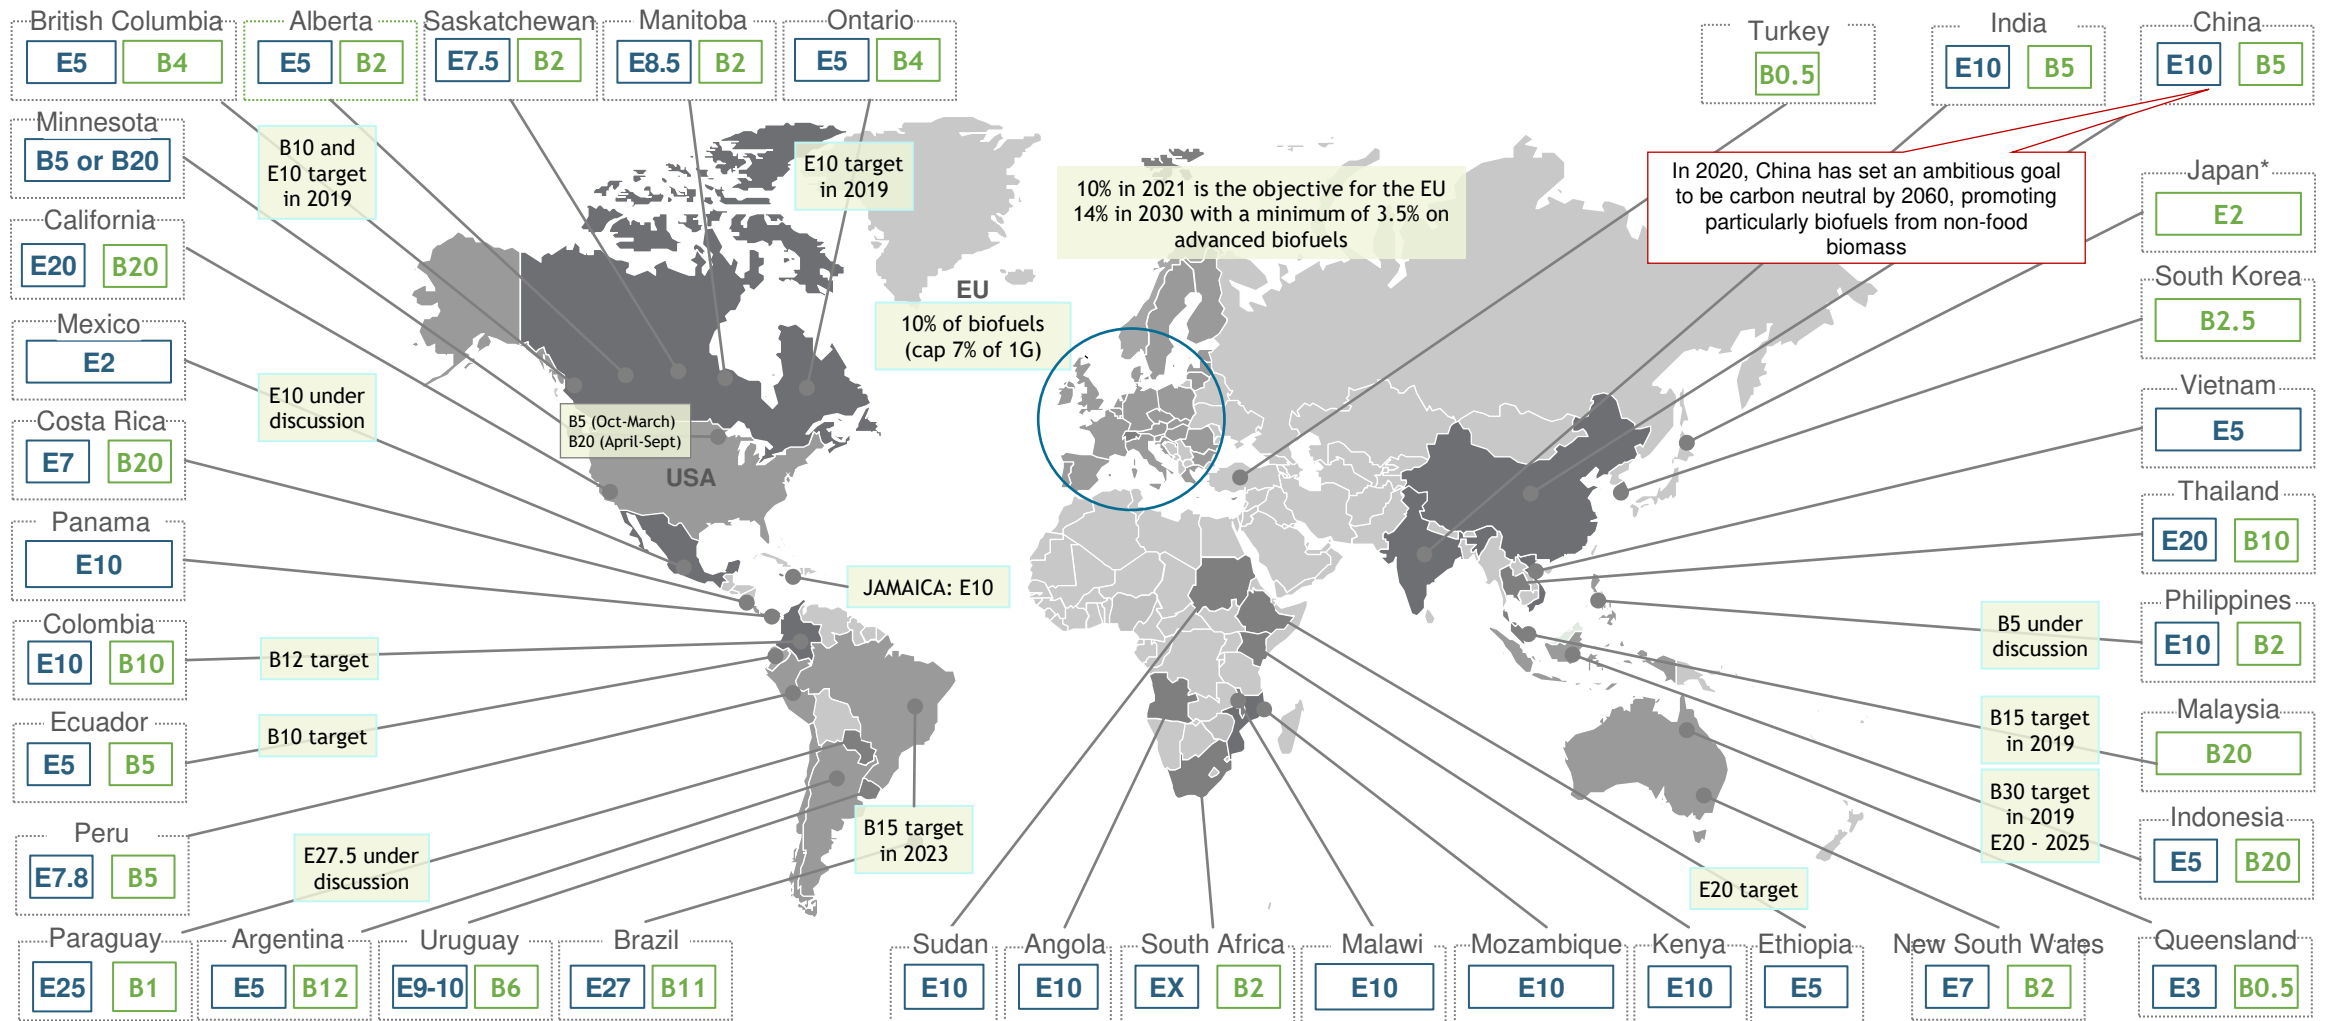 British Columbia
E5 B4
Alberta
E5 B2
Saskatchewan
E7.5 B2
Manitoba
E8.5 B2
Ontario
E5 B4
Turkey
B0.5
India
E10 B5
China
E10 B5
Minnesota
B5 or B20
California
E20 B20
Mexico
E2
Costa Rica
E7 B20
Panama
E10
Colombia
E10 B10
Ecuador
E5 B5
Peru
E7.8 B5
B10 and
E10 target
in 2019
E10 target
in 2019
10% in 2021 is the objective for the EU
14% in 2030 with a minimum of 3.5% on
advanced biofuels
In 2020, China has set an ambitious goal
to be carbon neutral by 2060, promoting
particularly biofuels from non-food
biomass
EU
10% of biofuels
(cap 7% of 1G)
E10 under
discussion
B5 (Oct-March)
B20 (April-Sept)
USA
JAMAICA: E10
B12 target
B10 target
E27.5 under
discussion
B15 target
in 2023
B5 under
discussion
B15 target
in 2019
B30 target
in 2019
E20 - 2025
E20 target
Japan*
E2
South Korea
B2.5
Vietnam
E5
Thailand
E20 B10
Philippines
E10 B2
Malaysia
B20
Indonesia
E5 B20
Paraguay
E25 B1
Argentina
E5 B12
Uruguay
E9-10 B6
Brazil
E27 B11
Sudan
E10
Angola
E10
South Africa
EX B2
Malawi
E10
Mozambique
E10
Kenya
E10
Ethiopia
E5
New South Wales
E7 B2
Queensland
E3 B0.5